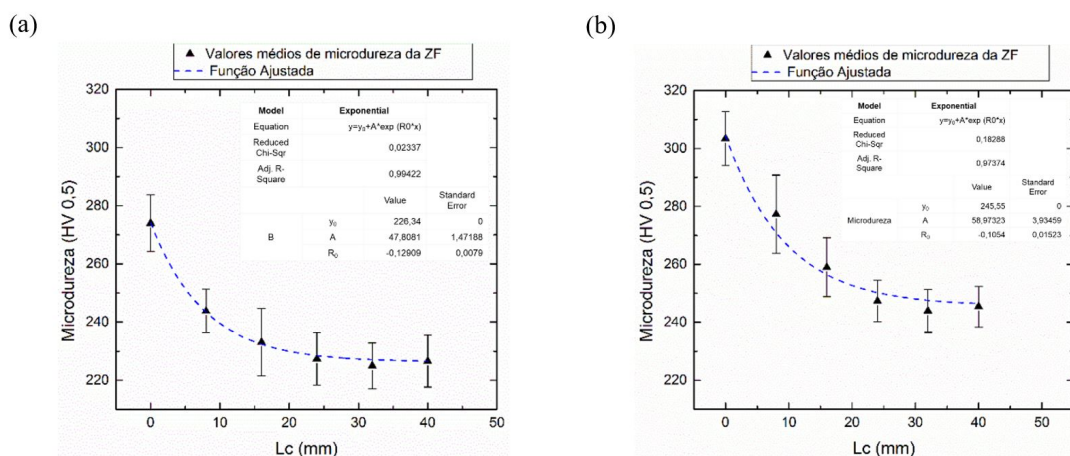 (a)
Valores médios de microdureza da ZF
Função Ajustada
Microdureza (HV 0,5)
320
300
280
260
240
220
Model Exponential
Equation y=y₀+A*exp (R0*x)
Reduced
Chi-Sqr 0,02337
Adj. R-
Square 0,99422
Value Standard
Error
y₀ 226,34 0
B A 47,8081 1,47188
R₀ -0,12909 0,0079
0 10 20 30 40 50
Lc (mm)
(b)
Valores médios de microdureza da ZF
Função Ajustada
Microdureza (HV 0,5)
320
300
280
260
240
220
Model Exponential
Equation y=y₀+A*exp (R0*x)
Reduced
Chi-Sqr 0,18288
Adj. R-
Square 0,97374
Value Standard
Error
y₀ 245,55 0
Microdureza A 58,97323 3,93459
R₀ -0,1054 0,01523
0 10 20 30 40 50
Lc (mm)